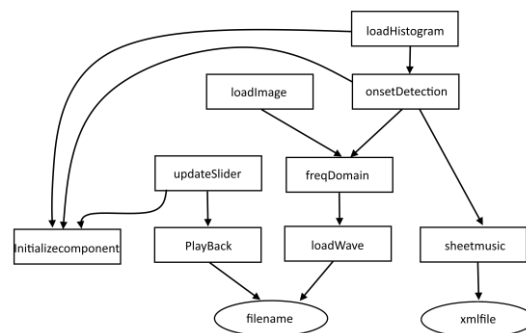 loadHistogram
loadImage
onsetDetection
updateSlider
freqDomain
Initializecomponent
PlayBack
loadWave
sheetmusic
filename
xmlfile